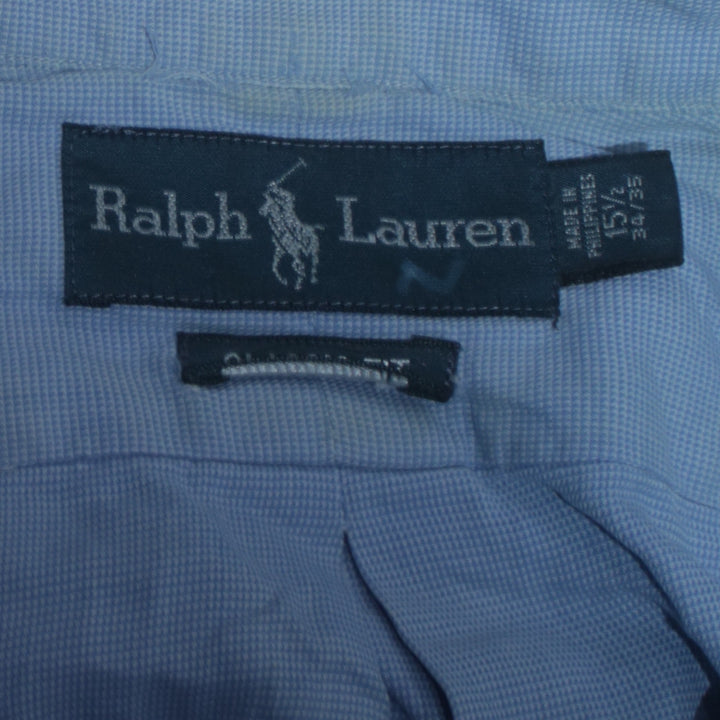 Ralph Lauren
MADE IN
PHILIPPINES
15½
34/35